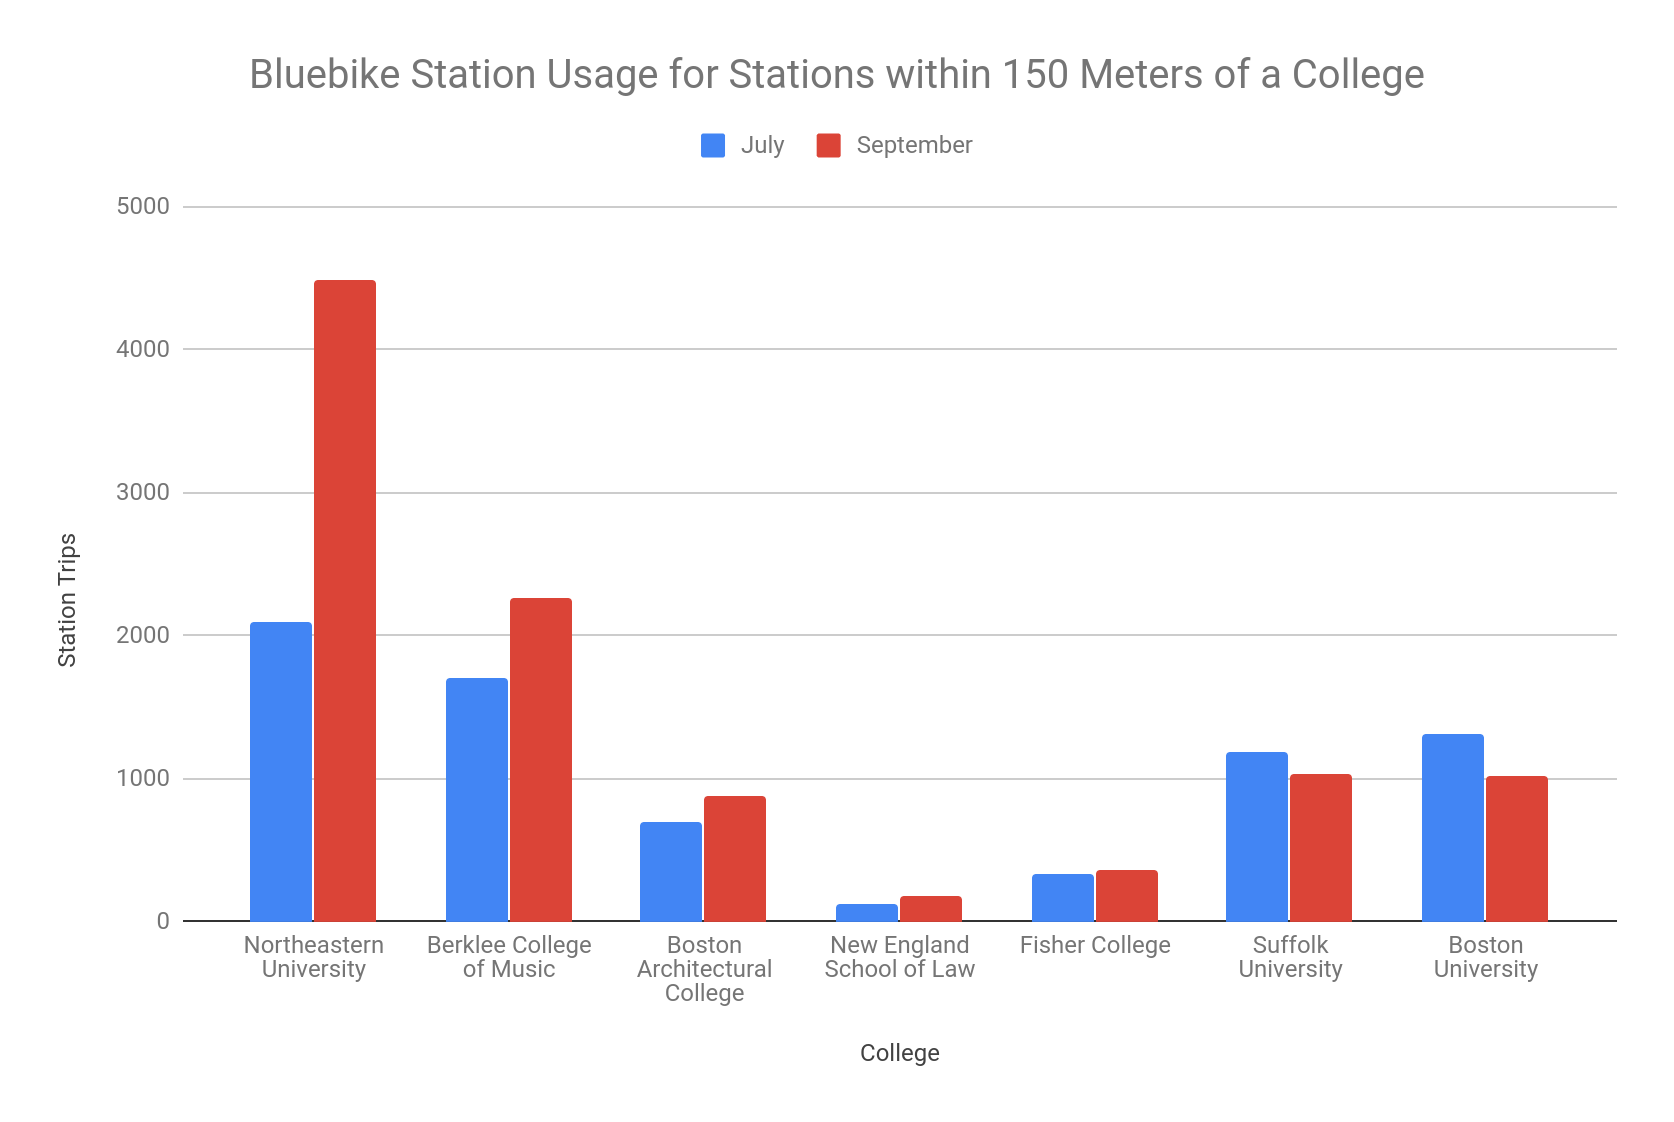 Bluebike Station Usage for Stations within 150 Meters of a College
July
September
5000
4000
3000
2000
1000
0
Station Trips
Northeastern
University
Berklee College
of Music
Boston
Architectural
College
New England
School of Law
Fisher College
Suffolk
University
Boston
University
College